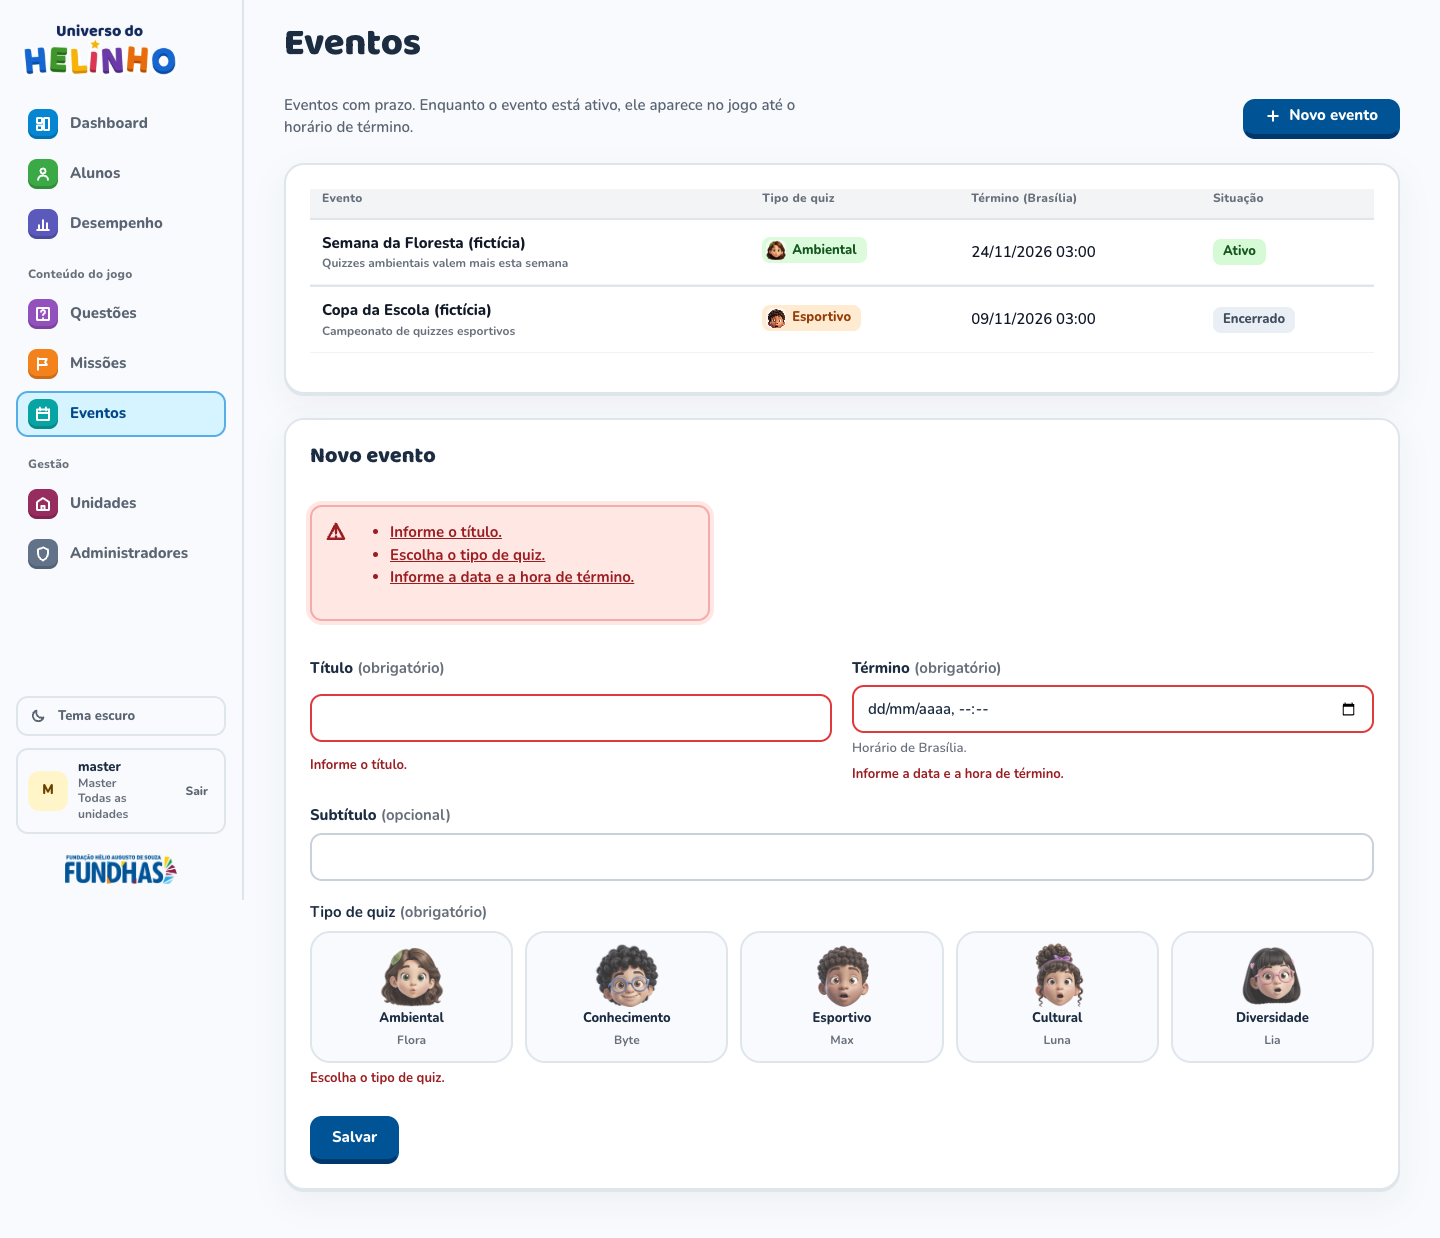 Universo do
HELINHO
Dashboard
Alunos
Desempenho
Conteúdo do jogo
Questões
Missões
Eventos
Gestão
Unidades
Administradores
Tema escuro
M
master
Master
Todas as
unidades
Sair
FUNDAÇÃO HÉLIO AUGUSTO DE SOUZA
FUNDHAS
Eventos
Eventos com prazo. Enquanto o evento está ativo, ele aparece no jogo até o
horário de término.
+ Novo evento
Evento Tipo de quiz Término (Brasília) Situação
Semana da Floresta (fictícia)
Quizzes ambientais valem mais esta semana
Ambiental 24/11/2026 03:00 Ativo
Copa da Escola (fictícia)
Campeonato de quizzes esportivos
Esportivo 09/11/2026 03:00 Encerrado
Novo evento
• Informe o título.
• Escolha o tipo de quiz.
• Informe a data e a hora de término.
Título (obrigatório)
Informe o título.
Término (obrigatório)
dd/mm/aaaa, --:--
Horário de Brasília.
Informe a data e a hora de término.
Subtítulo (opcional)
Tipo de quiz (obrigatório)
Ambiental
Flora
Conhecimento
Byte
Esportivo
Max
Cultural
Luna
Diversidade
Lia
Escolha o tipo de quiz.
Salvar